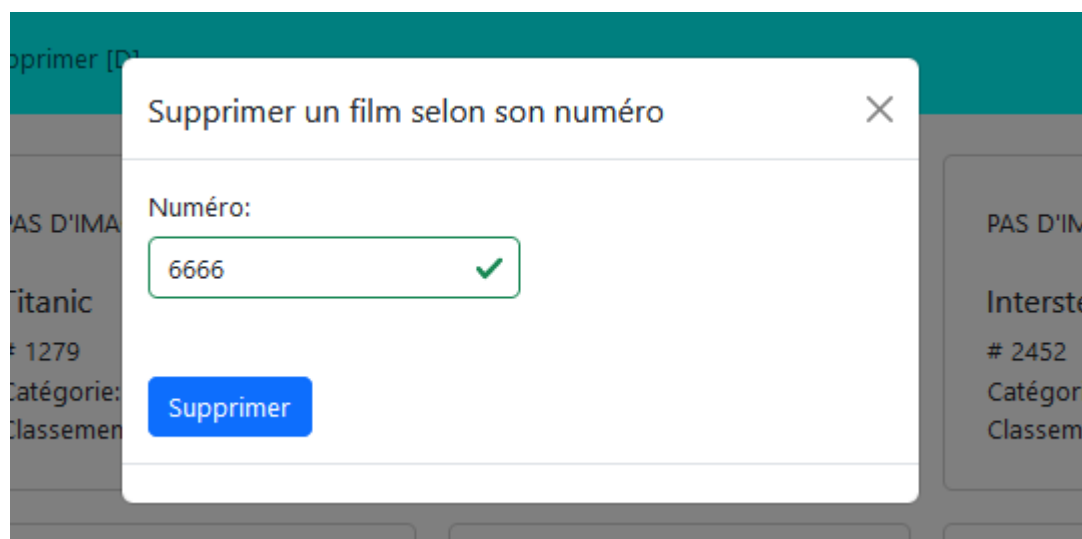 pprimer [D]
Supprimer un film selon son numéro
Numéro:
6666
Supprimer
PAS D'IMA
Titanic
# 1279
Catégorie:
Classemen
PAS D'IM
Interste
# 2452
Catégor
Classem